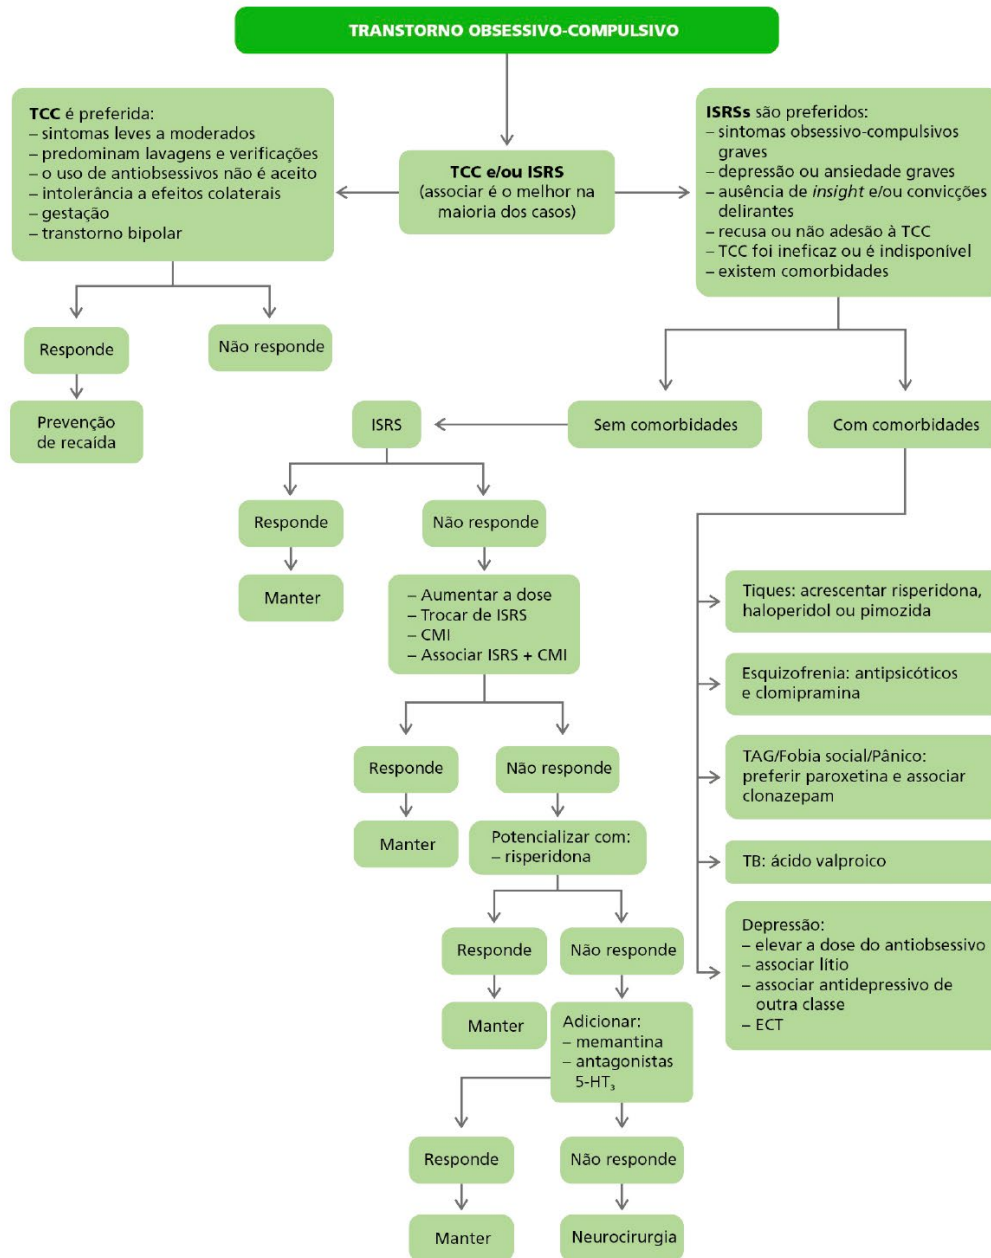 TRANSTORNO OBSESSIVO-COMPULSIVO
TCC é preferida:
– sintomas leves a moderados
– predominam lavagens e verificações
– o uso de antiobsessivos não é aceito
– intolerância a efeitos colaterais
– gestação
– transtorno bipolar
TCC e/ou ISRS
(associar é o melhor na
maioria dos casos)
ISRSs são preferidos:
– sintomas obsessivo-compulsivos
graves
– depressão ou ansiedade graves
– ausência de insight e/ou convicções
delirantes
– recusa ou não adesão à TCC
– TCC foi ineficaz ou é indisponível
– existem comorbidades
Responde
Não responde
Prevenção
de recaída
ISRS
Sem comorbidades
Com comorbidades
Responde
Não responde
Manter
– Aumentar a dose
– Trocar de ISRS
– CMI
– Associar ISRS + CMI
Responde
Não responde
Manter
Potencializar com:
– risperidona
Responde
Não responde
Manter
Adicionar:
– memantina
– antagonistas
5-HT₃
Responde
Não responde
Manter
Neurocirurgia
Tiques: acrescentar risperidona,
haloperidol ou pimozida
Esquizofrenia: antipsicóticos
e clomipramina
TAG/Fobia social/Pânico:
preferir paroxetina e associar
clonazepam
TB: ácido valproico
Depressão:
– elevar a dose do antiobsessivo
– associar lítio
– associar antidepressivo de
outra classe
– ECT